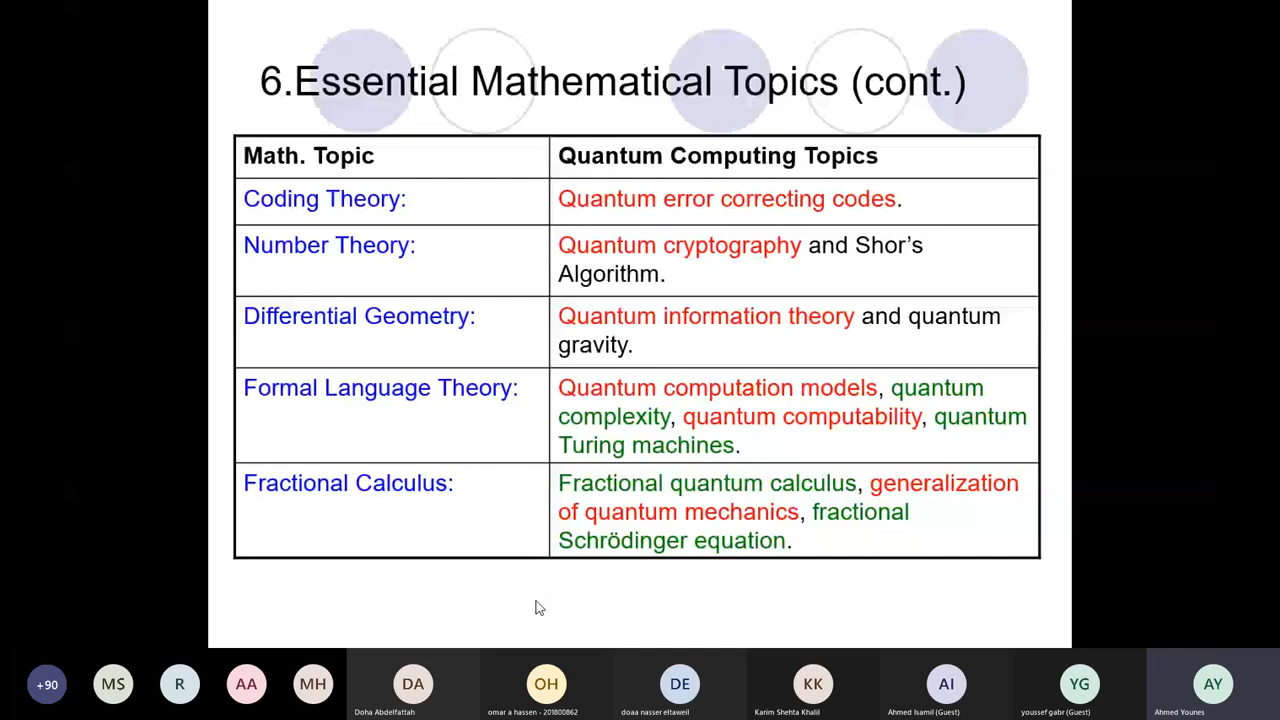 6.Essential Mathematical Topics (cont.)
Math. Topic
Quantum Computing Topics
Coding Theory:
Quantum error correcting codes.
Number Theory:
Quantum cryptography and Shor’s
Algorithm.
Differential Geometry:
Quantum information theory and quantum
gravity.
Formal Language Theory:
Quantum computation models, quantum
complexity, quantum computability, quantum
Turing machines.
Fractional Calculus:
Fractional quantum calculus, generalization
of quantum mechanics, fractional
Schrödinger equation.
+90
MS
R
AA
MH
DA
OH
DE
KK
AI
YG
AY
Doha Abdelfattah
omar a hassen - 201800862
doaa nasser eltaweil
Karim Shehta Khalil
Ahmed Isamil (Guest)
youssef gabr (Guest)
Ahmed Younes